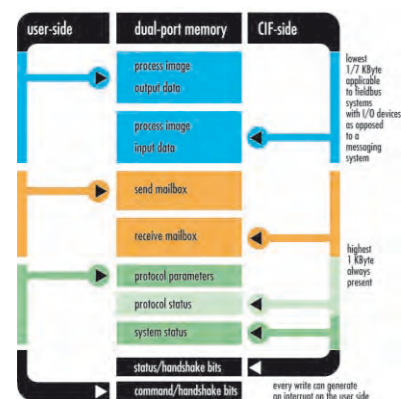 user-side
dual-port memory
CIF-side
process image
output data
process image
input data
lowest
1/7 KByte
applicable
to fieldbus
systems
with I/O devices
as opposed
to a
messaging
system
send mailbox
receive mailbox
highest
1 KByte
always
present
protocol parameters
protocol status
system status
status/handshake bits
command/handshake bits
every write can generate
an interrupt on the user side